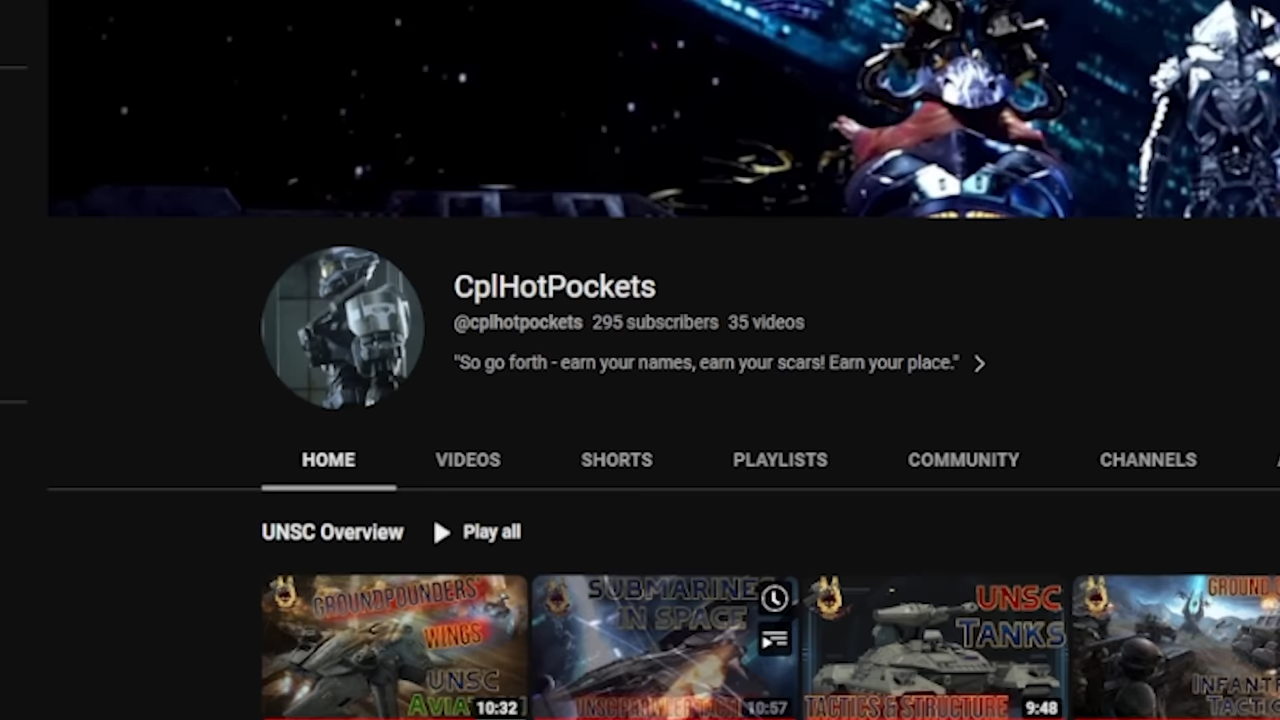 CplHotPockets
@cplhotpockets 295 subscribers 35 videos
"So go forth - earn your names, earn your scars! Earn your place."
HOME VIDEOS SHORTS PLAYLISTS COMMUNITY CHANNELS
UNSC Overview Play all
GROUNDPOUNDERS'
WINGS
UNSC
AVIA
10:32
SUBMARINES
IN SPACE
10:57
UNSC
TANKS
TACTICS & STRUCTURE
9:48
GROUND
INFANT
TACTIC